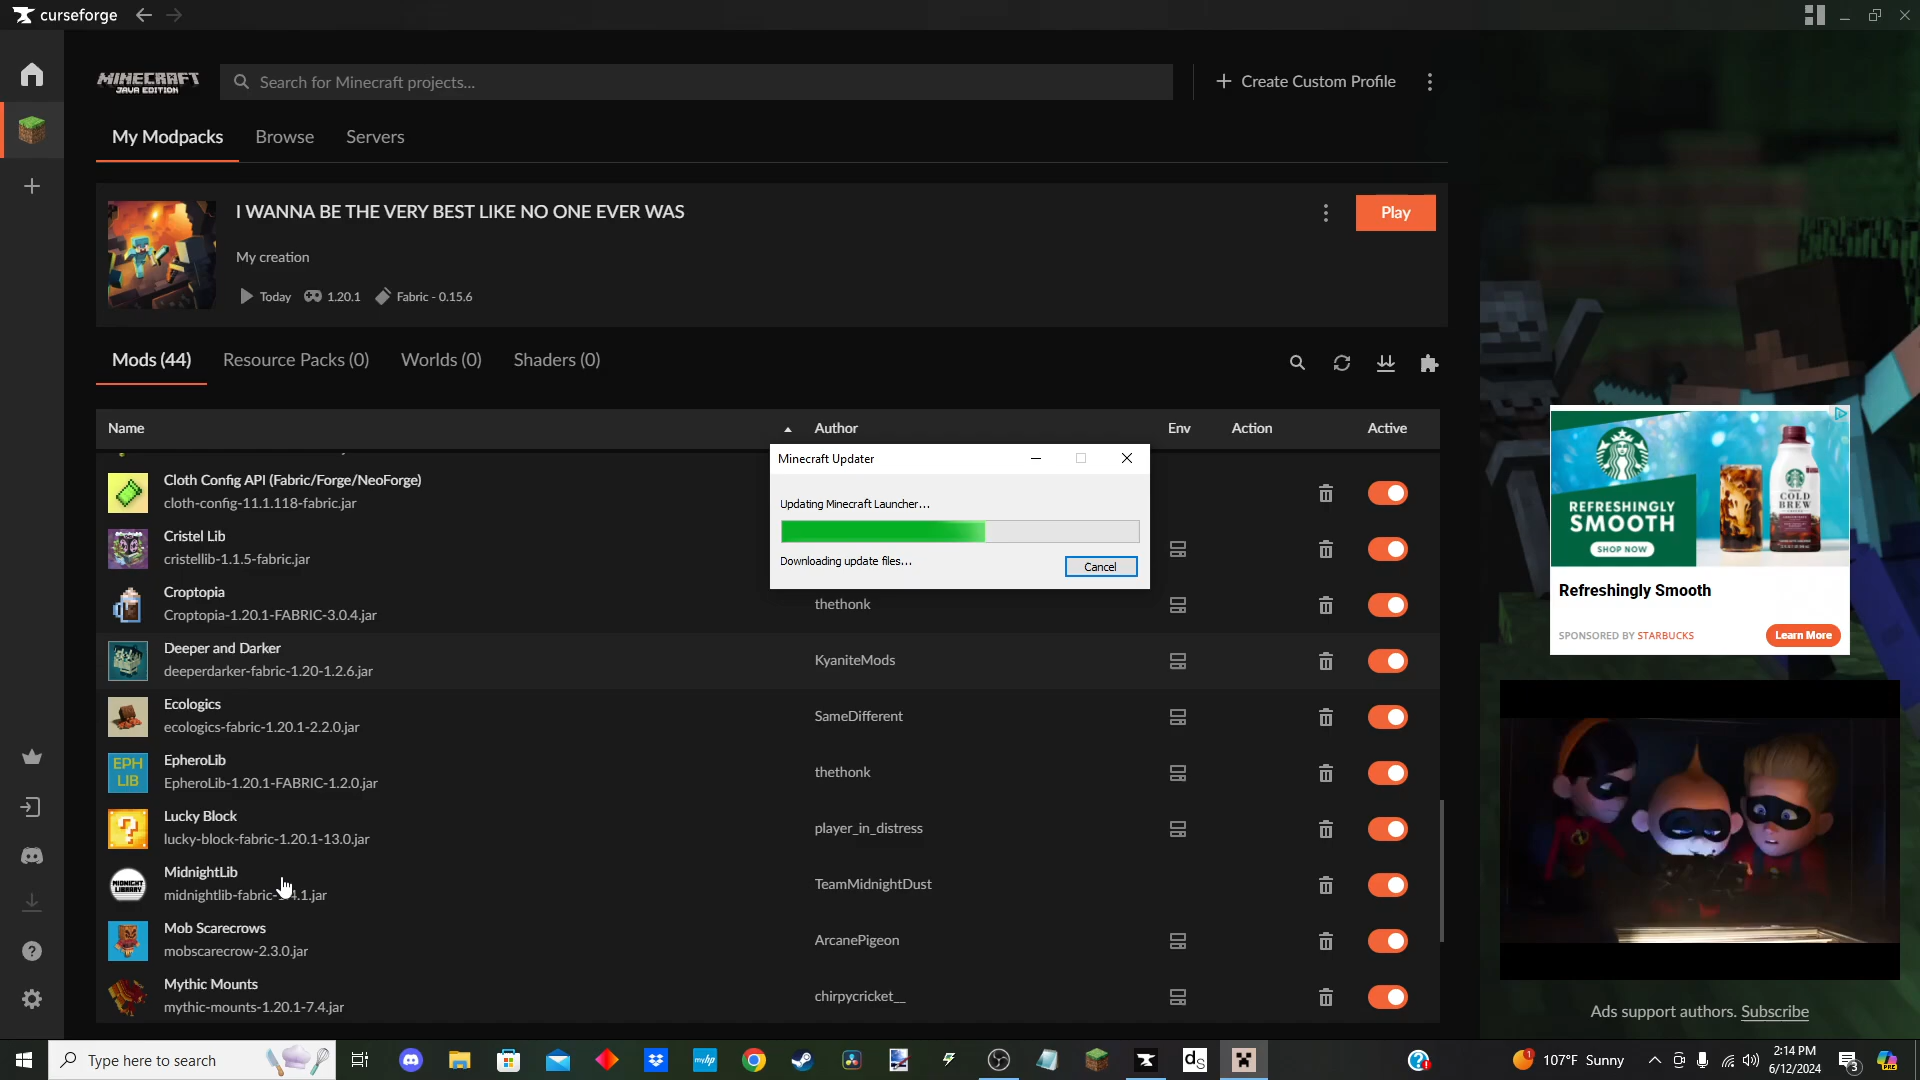 curseforge
MINECRAFT
JAVA EDITION
Search for Minecraft projects...
Create Custom Profile
My Modpacks
Browse
Servers
I WANNA BE THE VERY BEST LIKE NO ONE EVER WAS
Play
My creation
Today
1.20.1
Fabric - 0.15.6
Mods (44)
Resource Packs (0)
Worlds (0)
Shaders (0)
Name
Author
Env
Action
Active
Cloth Config API (Fabric/Forge/NeoForge)
cloth-config-11.1.118-fabric.jar
Cristel Lib
cristellib-1.1.5-fabric.jar
Minecraft Updater
Updating Minecraft Launcher...
Downloading update files...
Cancel
Croptopia
Croptopia-1.20.1-FABRIC-3.0.4.jar
thethonk
Deeper and Darker
deeperdarker-fabric-1.20-1.2.6.jar
KyaniteMods
Ecologics
ecologics-fabric-1.20.1-2.2.0.jar
SameDifferent
EPH
LIB
EpheroLib
EpheroLib-1.20.1-FABRIC-1.2.0.jar
thethonk
Lucky Block
lucky-block-fabric-1.20.1-13.0.jar
player_in_distress
MIDNIGHT
LIBRARY
MidnightLib
midnightlib-fabric-
4.1.jar
TeamMidnightDust
Mob Scarecrows
mobscarecrow-2.3.0.jar
ArcanePigeon
Mythic Mounts
mythic-mounts-1.20.1-7.4.jar
chirpycricket__
REFRESHINGLY
SMOOTH
SHOP NOW
COLD
BREW
Refreshingly Smooth
SPONSORED BY STARBUCKS
Learn More
Ads support authors. Subscribe
Type here to search
myhp
ds
1
107°F Sunny
2:14 PM
6/12/2024
3
PRE